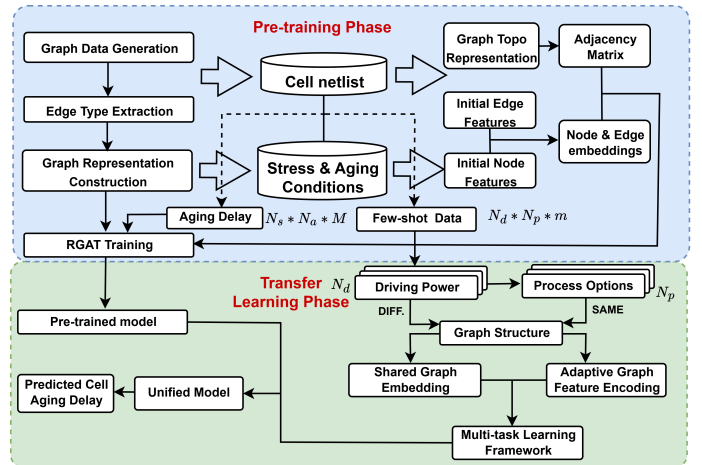 Pre-training Phase
Graph Data Generation
Edge Type Extraction
Graph Representation
Construction
RGAT Training
Cell netlist
Stress & Aging
Conditions
Graph Topo
Representation
Adjacency
Matrix
Initial Edge
Features
Initial Node
Features
Node & Edge
embeddings
Aging Delay
N_s * N_a * M
Few-shot Data
N_d * N_p * m
Transfer
Learning Phase
N_d
Driving Power
Process Options
N_p
DIFF.
SAME
Graph Structure
Shared Graph
Embedding
Adaptive Graph
Feature Encoding
Multi-task Learning
Framework
Pre-trained model
Unified Model
Predicted Cell
Aging Delay